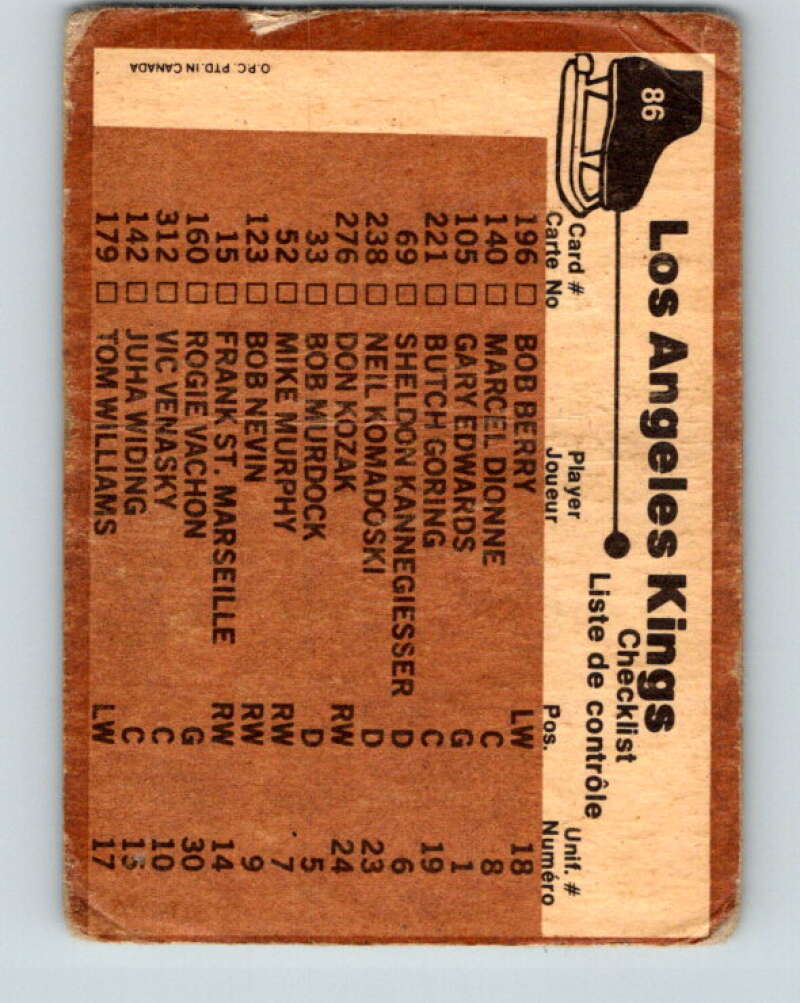 86
Los Angeles Kings
Checklist
Liste de contrôle
Card # Player Unif. #
Carte No Joueur Pos. Numéro
196 □ BOB BERRY LW 18
140 □ MARCEL DIONNE C 8
105 □ GARY EDWARDS G 1
221 □ BUTCH GORING C 19
69 □ SHELDON KANNEGIESSER D 6
238 □ NEIL KOMADOSKI D 23
276 □ DON KOZAK RW 24
33 □ BOB MURDOCK D 5
52 □ MIKE MURPHY RW 7
123 □ BOB NEVIN RW 9
15 □ FRANK ST. MARSEILLE RW 14
160 □ ROGIE VACHON G 30
312 □ VIC VENASKY C 10
142 □ JUHA WIDING C 15
179 □ TOM WILLIAMS LW 17
O.P.C. PTD. IN CANADA